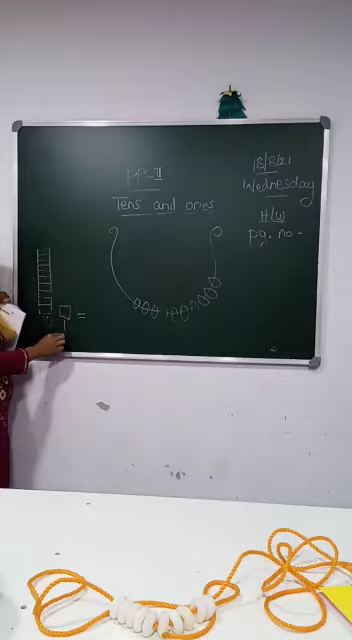 18/8/21
Wednesday
Tens and ones
H/W
pg. no -
=